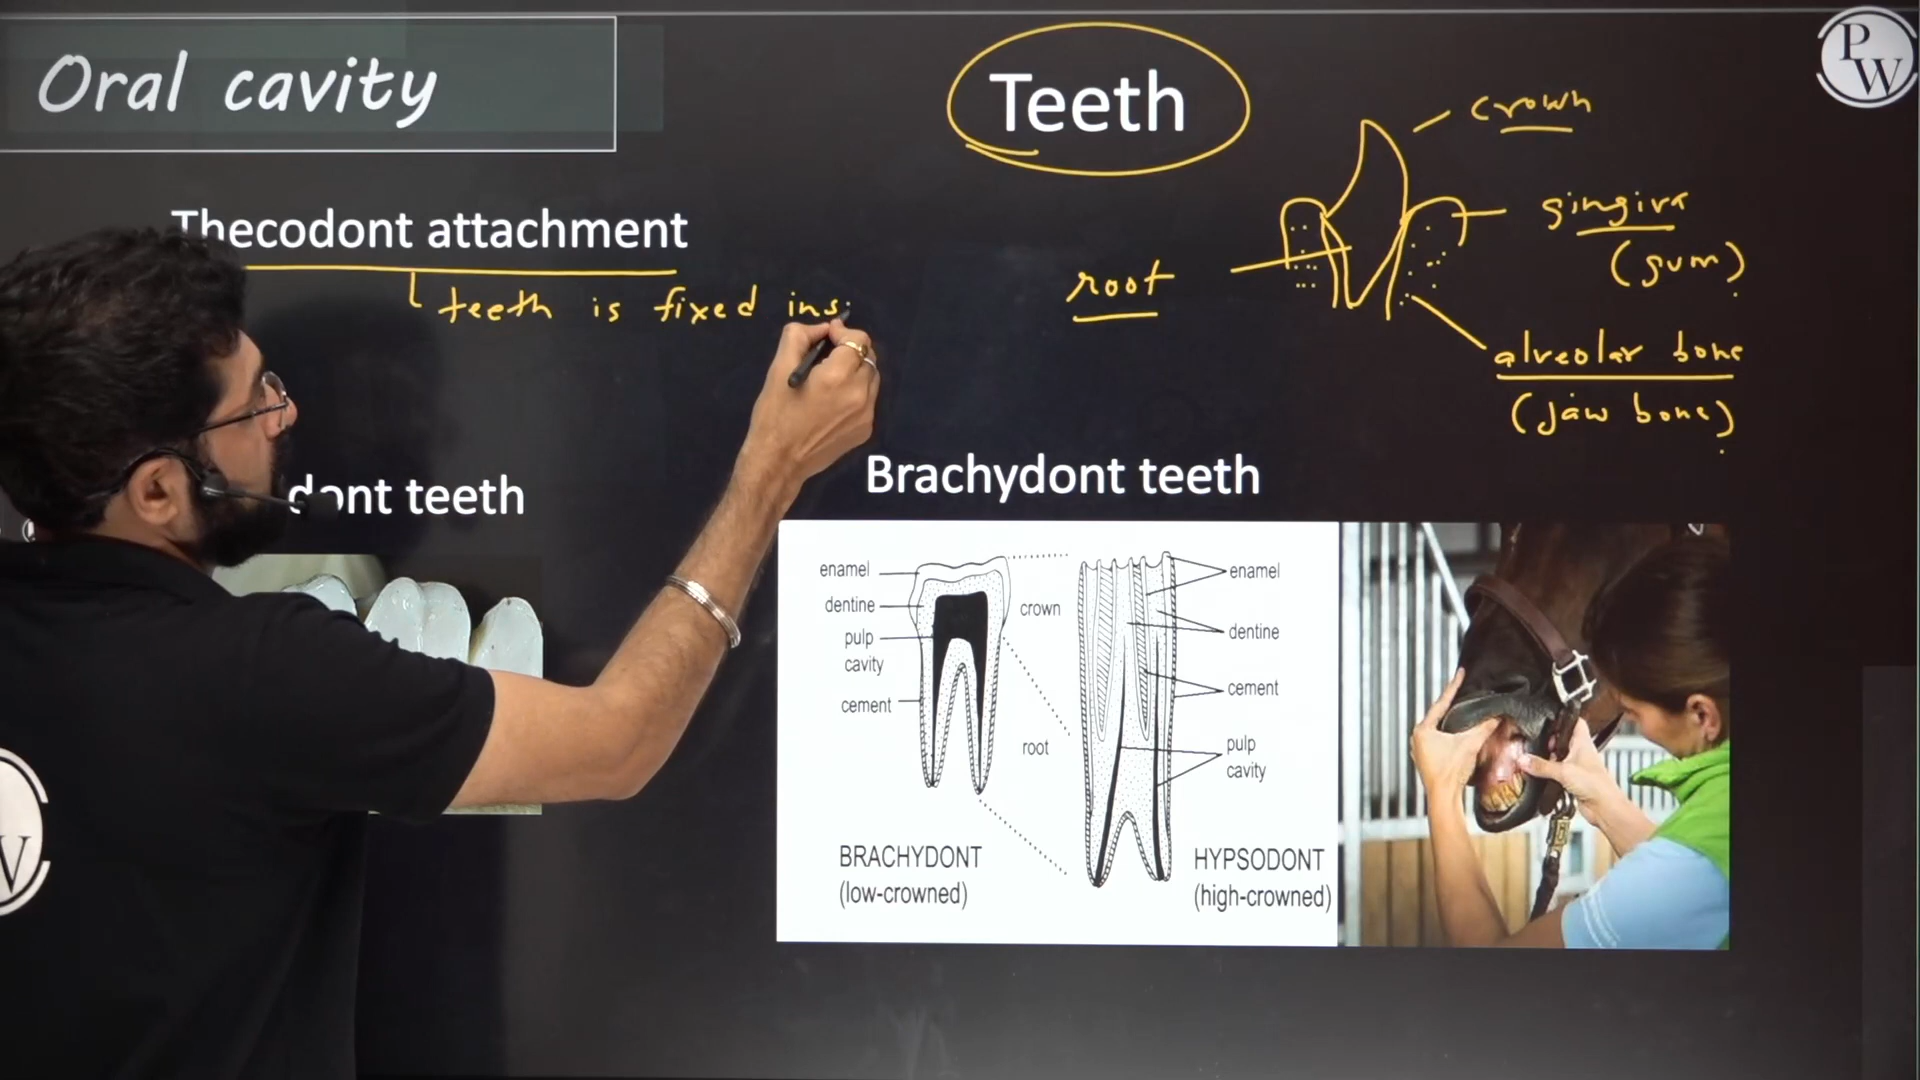 Oral cavity
Teeth
PW
crown
gingiva
(gum)
root
alveolar bone
(Jaw bone)
Thecodont attachment
teeth is fixed ins
dont teeth
Brachydont teeth
enamel
dentine
pulp
cavity
cement
crown
root
BRACHYDONT
(low-crowned)
enamel
dentine
cement
pulp
cavity
HYPSODONT
(high-crowned)
W